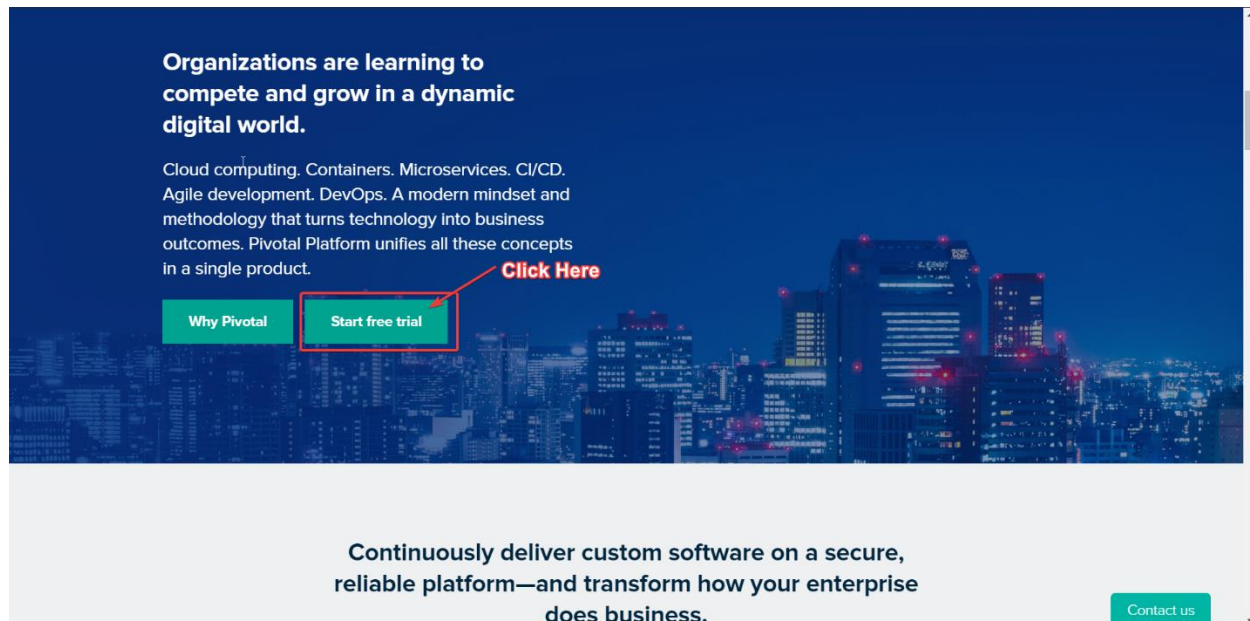 Organizations are learning to
compete and grow in a dynamic
digital world.
Cloud computing. Containers. Microservices. CI/CD.
Agile development. DevOps. A modern mindset and
methodology that turns technology into business
outcomes. Pivotal Platform unifies all these concepts
in a single product.
Click Here
Why Pivotal
Start free trial
Continuously deliver custom software on a secure,
reliable platform—and transform how your enterprise
does business.
Contact us